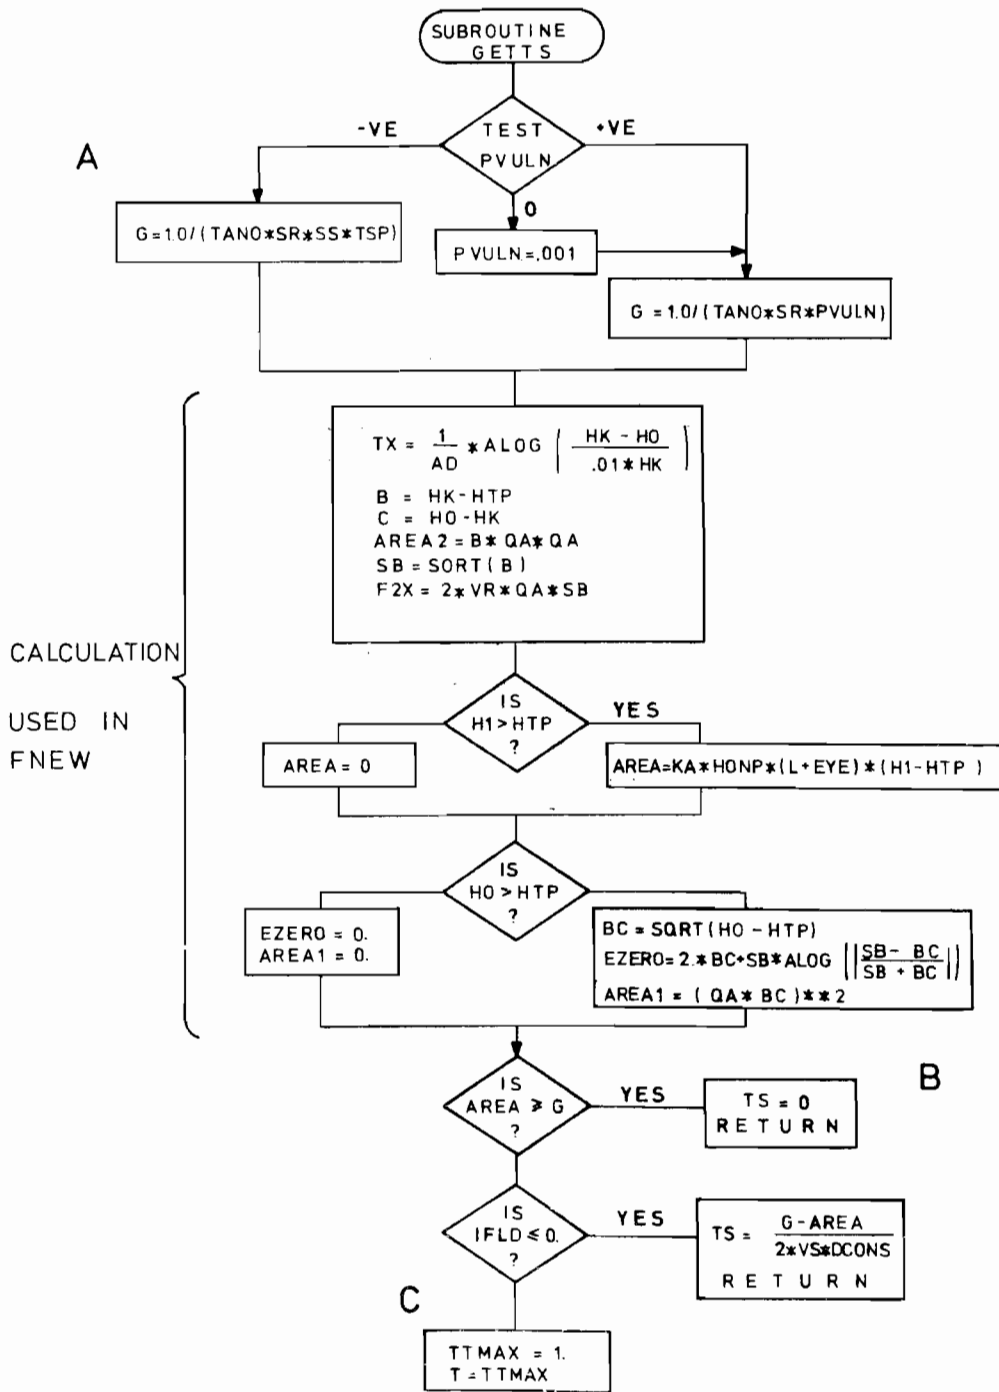 SUBROUTINE
GETTS
-VE
TEST
PVULN
+VE
A
0
G=1.0/(TANO*SR*SS*TSP)
PVULN=.001
G=1.0/(TANO*SR*PVULN)
TX = 1/AD * ALOG ( HK - HO / .01 * HK )
B = HK-HTP
C = HO-HK
AREA2 = B* QA* QA
SB = SORT(B)
F2X = 2* VR* QA* SB
CALCULATION
USED IN
FNEW
IS
H1>HTP
?
YES
AREA = 0
AREA=KA*HONP*(L+EYE)*(H1-HTP )
IS
HO>HTP
?
EZERO = 0.
AREA1 = 0.
BC = SQRT(HO - HTP)
EZERO=2.*BC+SB*ALOG (|SB- BC / SB + BC|)
AREA1 = ( QA* BC )**2
B
IS
AREA ⩾ G
?
YES
TS = 0
RETURN
IS
IFLD ⩽ 0.
?
YES
TS = G-AREA / 2*VS*DCONS
RETURN
C
TTMAX = 1.
T=TTMAX